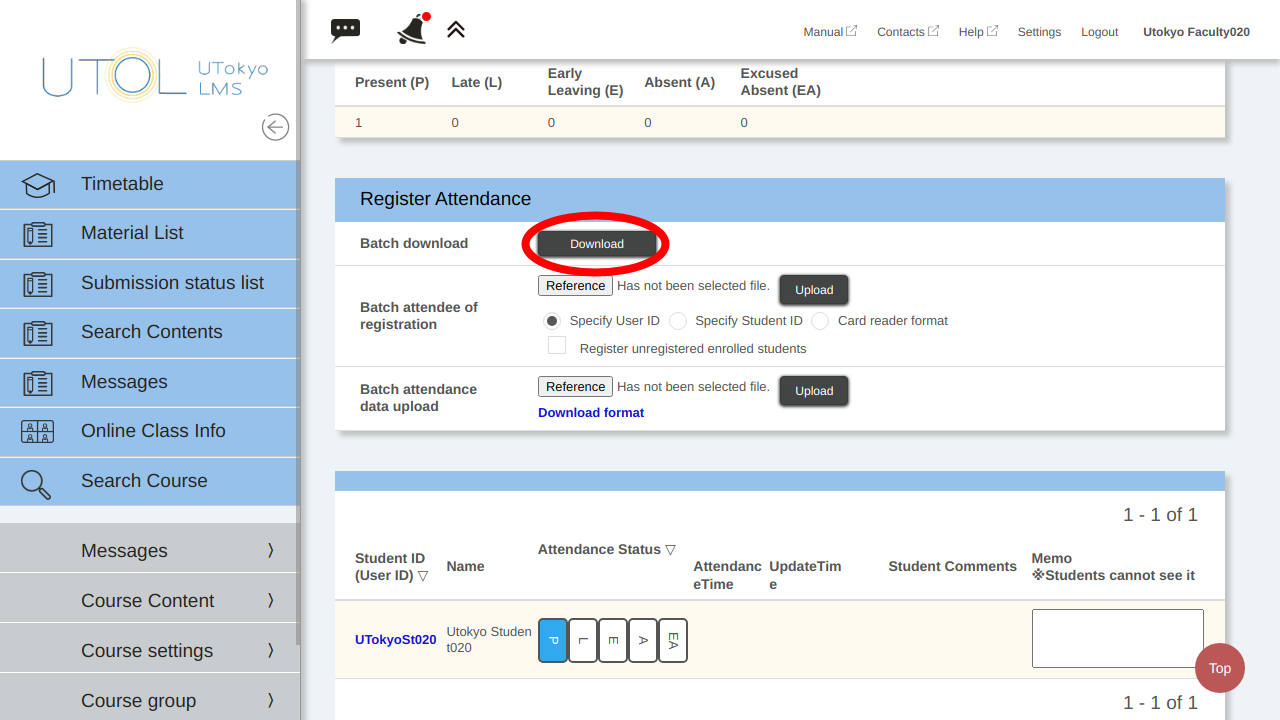 UTOL UTokyo LMS
Manual Contacts Help Settings Logout Utokyo Faculty020
Timetable
Material List
Submission status list
Search Contents
Messages
Online Class Info
Search Course
Messages 〉
Course Content 〉
Course settings 〉
Course group 〉
Present (P) Late (L) Early Leaving (E) Absent (A) Excused Absent (EA)
1 0 0 0 0
Register Attendance
Batch download Download
Batch attendee of registration
Reference Has not been selected file. Upload
Specify User ID Specify Student ID Card reader format
Register unregistered enrolled students
Batch attendance data upload
Reference Has not been selected file. Upload
Download format
1 - 1 of 1
Student ID (User ID) ▽ Name Attendance Status ▽ AttendanceTime UpdateTime Student Comments Memo ※Students cannot see it
UTokyoSt020 Utokyo Student020 P L E A EA
Top
1 - 1 of 1